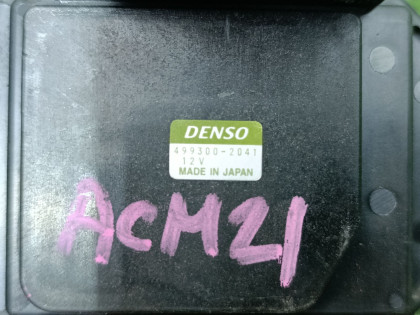 DENSO
499300-2041
12V
MADE IN JAPAN
ACM21